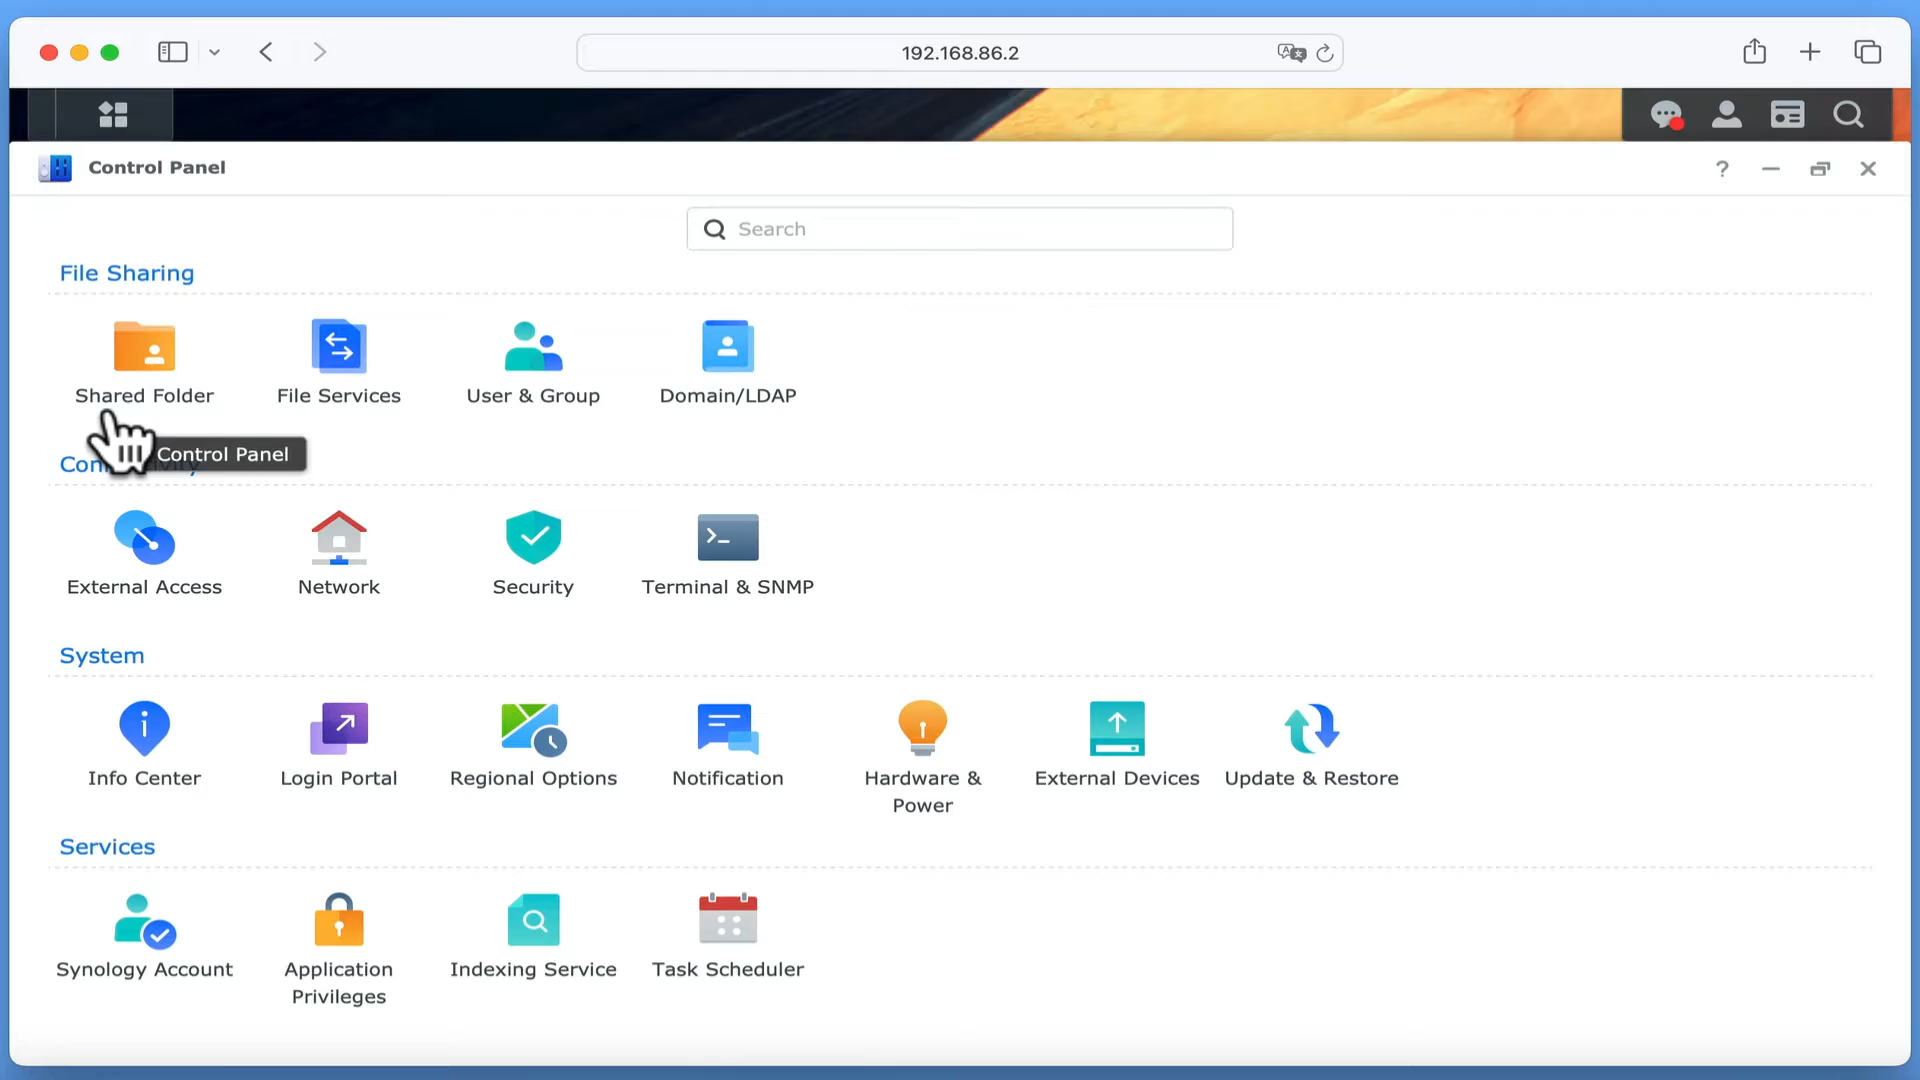 192.168.86.2
Control Panel
Search
File Sharing
Shared Folder
File Services
User & Group
Domain/LDAP
Control Panel
External Access
Network
Security
Terminal & SNMP
System
Info Center
Login Portal
Regional Options
Notification
Hardware &
Power
External Devices
Update & Restore
Services
Synology Account
Application
Privileges
Indexing Service
Task Scheduler